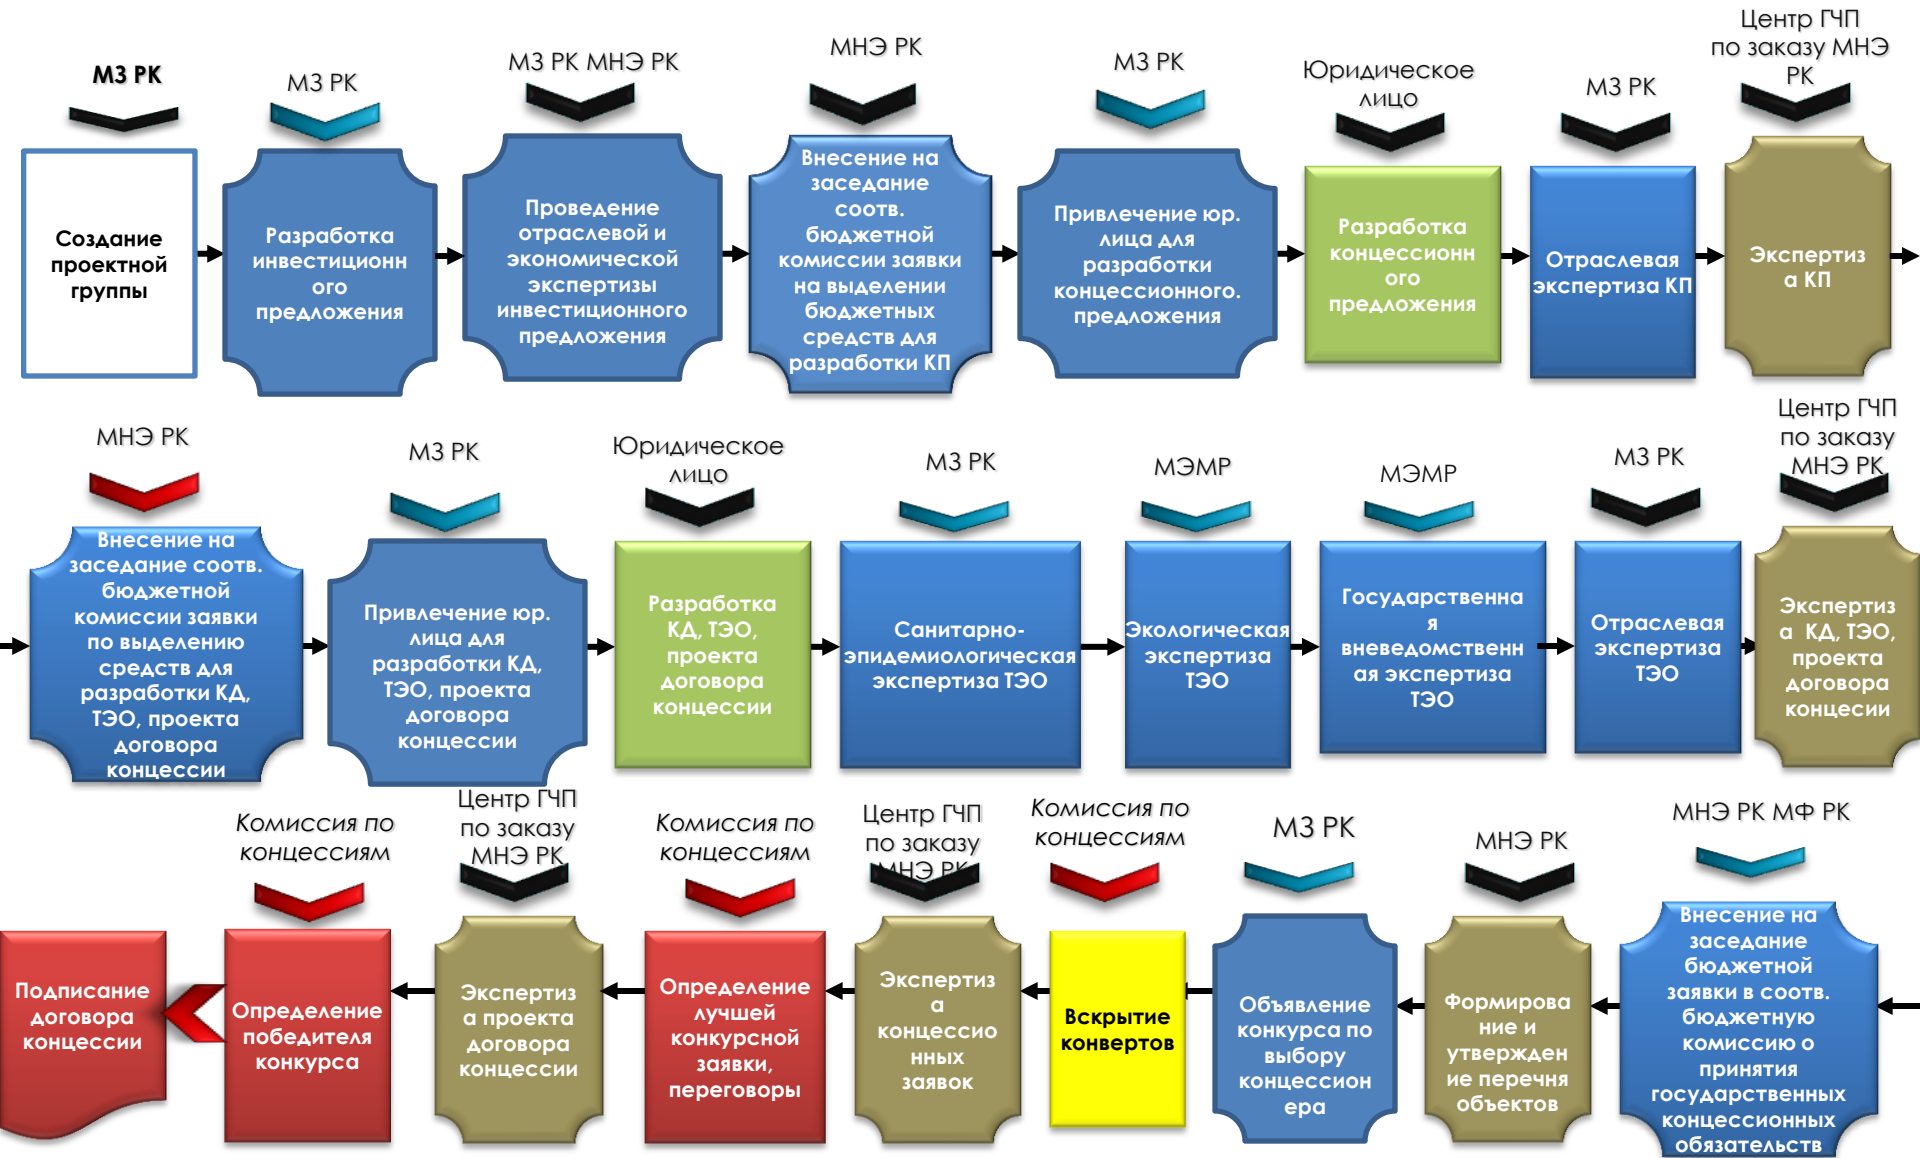 МЗ РК
Создание
проектной
группы
МЗ РК
Разработка
инвестиционн
ого
предложения
МЗ РК МНЭ РК
Проведение
отраслевой и
экономической
экспертизы
инвестиционного
предложения
МНЭ РК
Внесение на
заседание
соотв.
бюджетной
комиссии заявки
на выделении
бюджетных
средств для
разработки КП
МЗ РК
Привлечение юр.
лица для
разработки
концессионного.
предложения
Юридическое
лицо
Разработка
концессионн
ого
предложения
МЗ РК
Отраслевая
экспертиза КП
Центр ГЧП
по заказу МНЭ
РК
Экспертиз
а КП
МНЭ РК
Внесение на
заседание соотв.
бюджетной
комиссии заявки
по выделению
средств для
разработки КД,
ТЭО, проекта
договора
концессии
МЗ РК
Привлечение юр.
лица для
разработки КД,
ТЭО, проекта
договора
концессии
Юридическое
лицо
Разработка
КД, ТЭО,
проекта
договора
концессии
МЗ РК
Санитарно-
эпидемиологическая
экспертиза ТЭО
МЭМР
Экологическая
экспертиза
ТЭО
МЭМР
Государственна
я
вневедомственн
ая экспертиза
ТЭО
МЗ РК
Отраслевая
экспертиза
ТЭО
Центр ГЧП
по заказу
МНЭ РК
Экспертиз
а КД, ТЭО,
проекта
договора
концесии
Подписание
договора
концессии
Комиссия по
концессиям
Определение
победителя
конкурса
Центр ГЧП
по заказу
МНЭ РК
Экспертиз
а проекта
договора
концессии
Комиссия по
концессиям
Определение
лучшей
конкурсной
заявки,
переговоры
Центр ГЧП
по заказу
МНЭ РК
Экспертиз
а
концессио
нных
заявок
Комиссия по
концессиям
Вскрытие
конвертов
МЗ РК
Объявление
конкурса по
выбору
концессион
ера
МНЭ РК
Формирова
ние и
утвержден
ие перечня
объектов
МНЭ РК МФ РК
Внесение на
заседание
бюджетной
заявки в соотв.
бюджетную
комиссию о
принятия
государственных
концессионных
обязательств